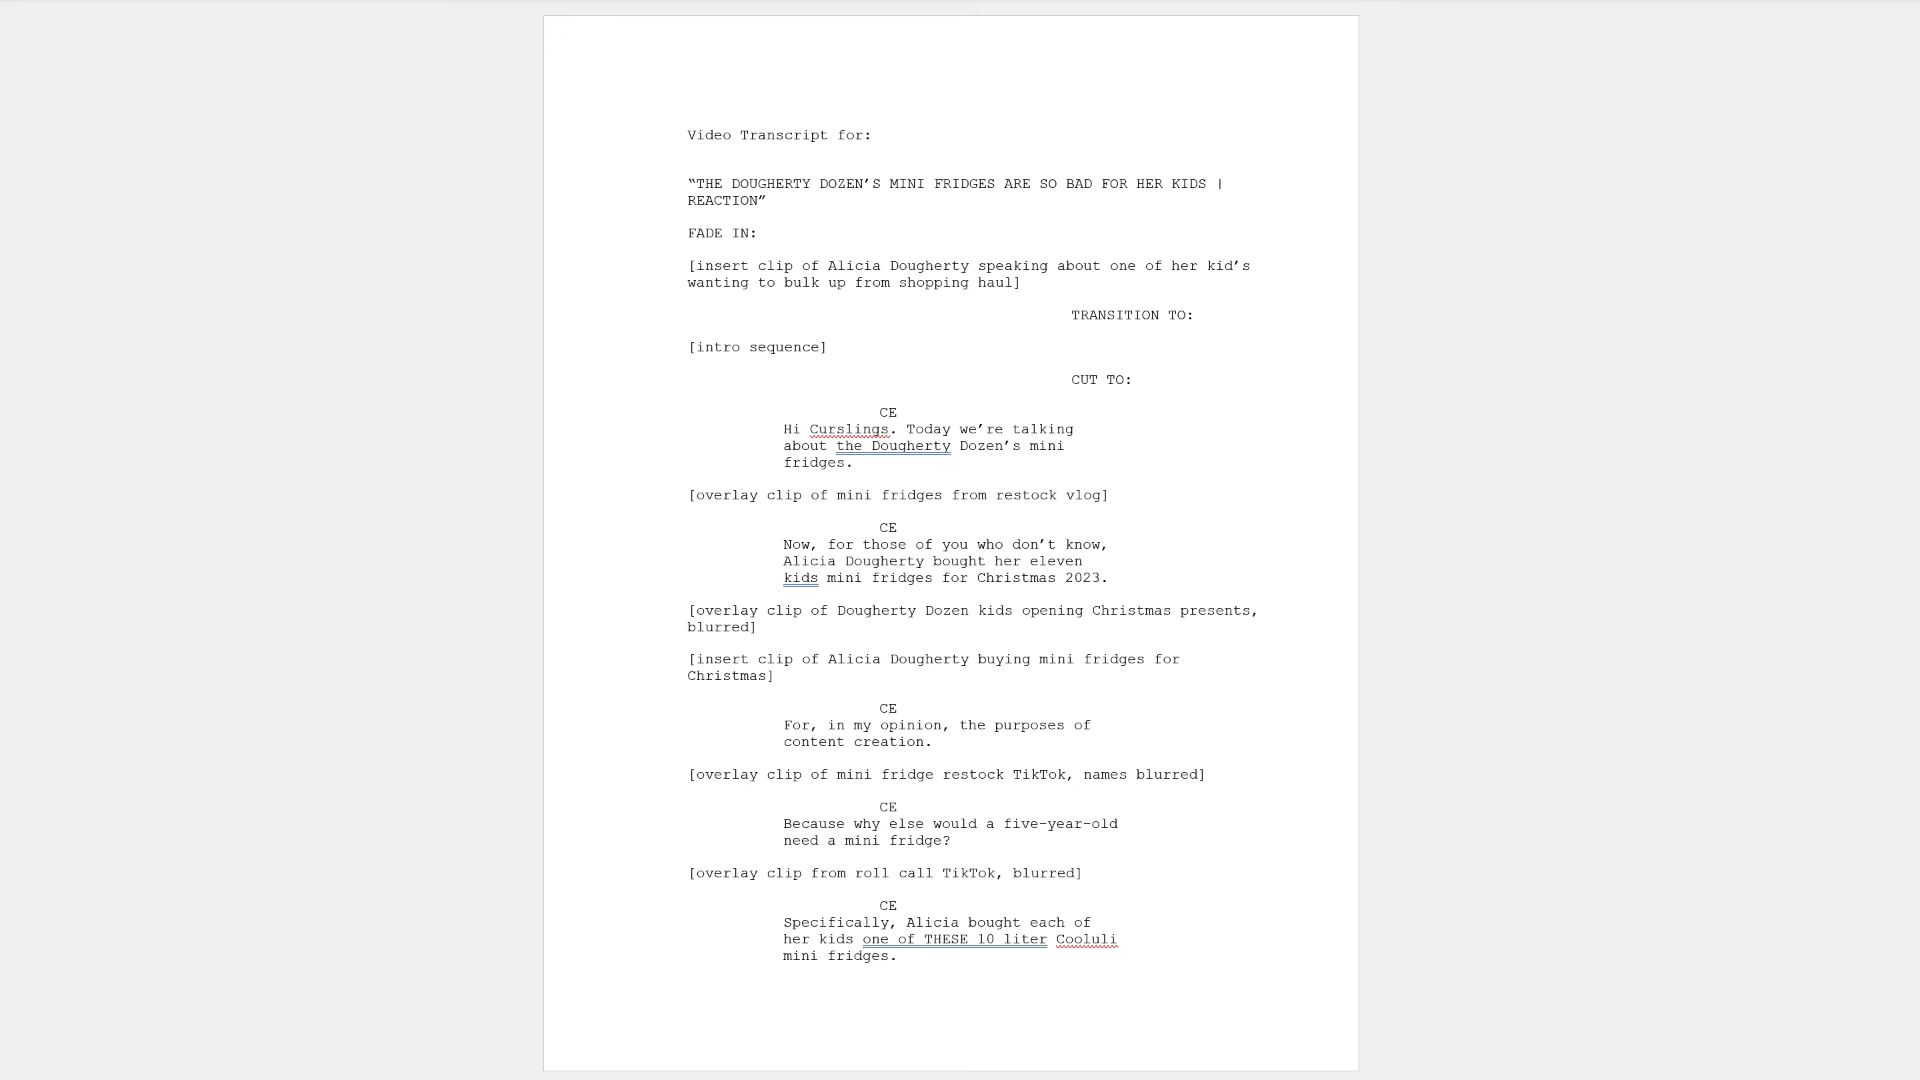 Video Transcript for:
“THE DOUGHERTY DOZEN’S MINI FRIDGES ARE SO BAD FOR HER KIDS |
REACTION”
FADE IN:
[insert clip of Alicia Dougherty speaking about one of her kid’s
wanting to bulk up from shopping haul]
TRANSITION TO:
[intro sequence]
CUT TO:
CE
Hi Curslings. Today we’re talking
about the Dougherty Dozen’s mini
fridges.
[overlay clip of mini fridges from restock vlog]
CE
Now, for those of you who don’t know,
Alicia Dougherty bought her eleven
kids mini fridges for Christmas 2023.
[overlay clip of Dougherty Dozen kids opening Christmas presents,
blurred]
[insert clip of Alicia Dougherty buying mini fridges for
Christmas]
CE
For, in my opinion, the purposes of
content creation.
[overlay clip of mini fridge restock TikTok, names blurred]
CE
Because why else would a five-year-old
need a mini fridge?
[overlay clip from roll call TikTok, blurred]
CE
Specifically, Alicia bought each of
her kids one of THESE 10 liter Cooluli
mini fridges.